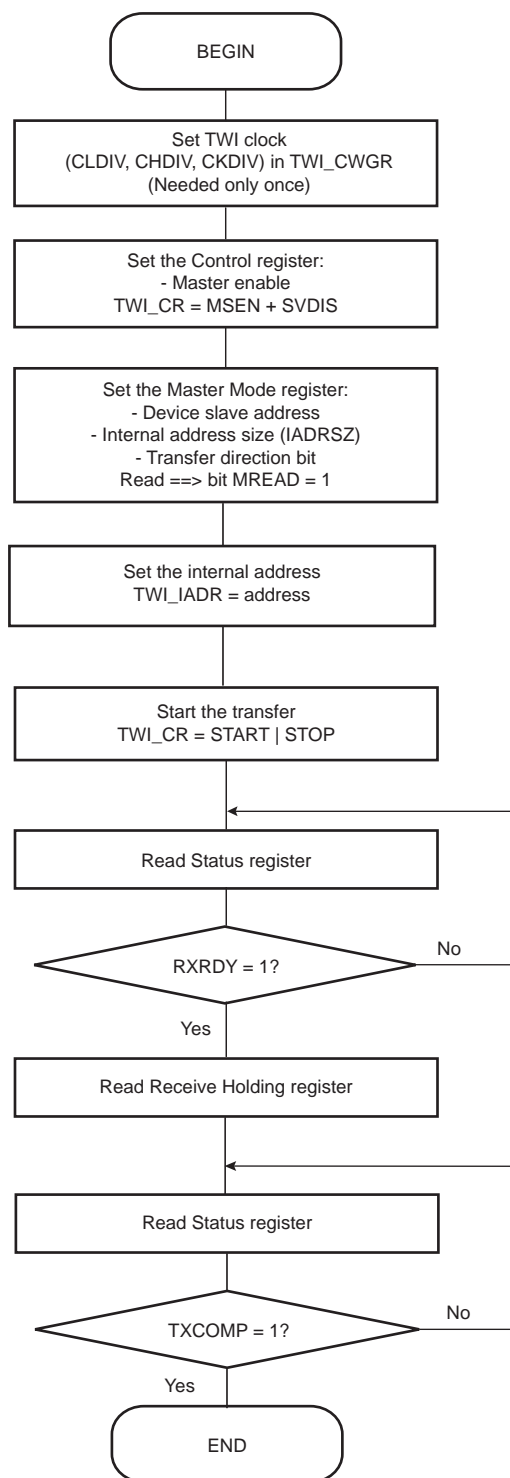 BEGIN
Set TWI clock
(CLDIV, CHDIV, CKDIV) in TWI_CWGR
(Needed only once)
Set the Control register:
- Master enable
TWI_CR = MSEN + SVDIS
Set the Master Mode register:
- Device slave address
- Internal address size (IADRSZ)
- Transfer direction bit
Read ==> bit MREAD = 1
Set the internal address
TWI_IADR = address
Start the transfer
TWI_CR = START | STOP
Read Status register
RXRDY = 1?
No
Yes
Read Receive Holding register
Read Status register
TXCOMP = 1?
No
Yes
END